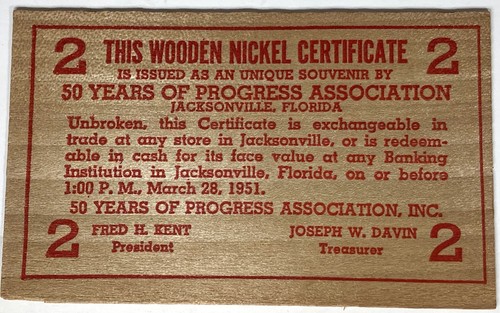 2 THIS WOODEN NICKEL CERTIFICATE 2
IS ISSUED AS AN UNIQUE SOUVENIR BY
50 YEARS OF PROGRESS ASSOCIATION
JACKSONVILLE, FLORIDA
Unbroken, this Certificate is exchangeable in
trade at any store in Jacksonville, or is redeem-
able in cash for its face value at any Banking
Institution in Jacksonville, Florida, on or before
1:00 P. M., March 28, 1951.
50 YEARS OF PROGRESS ASSOCIATION, INC.
2 FRED H. KENT JOSEPH W. DAVIN 2
President Treasurer